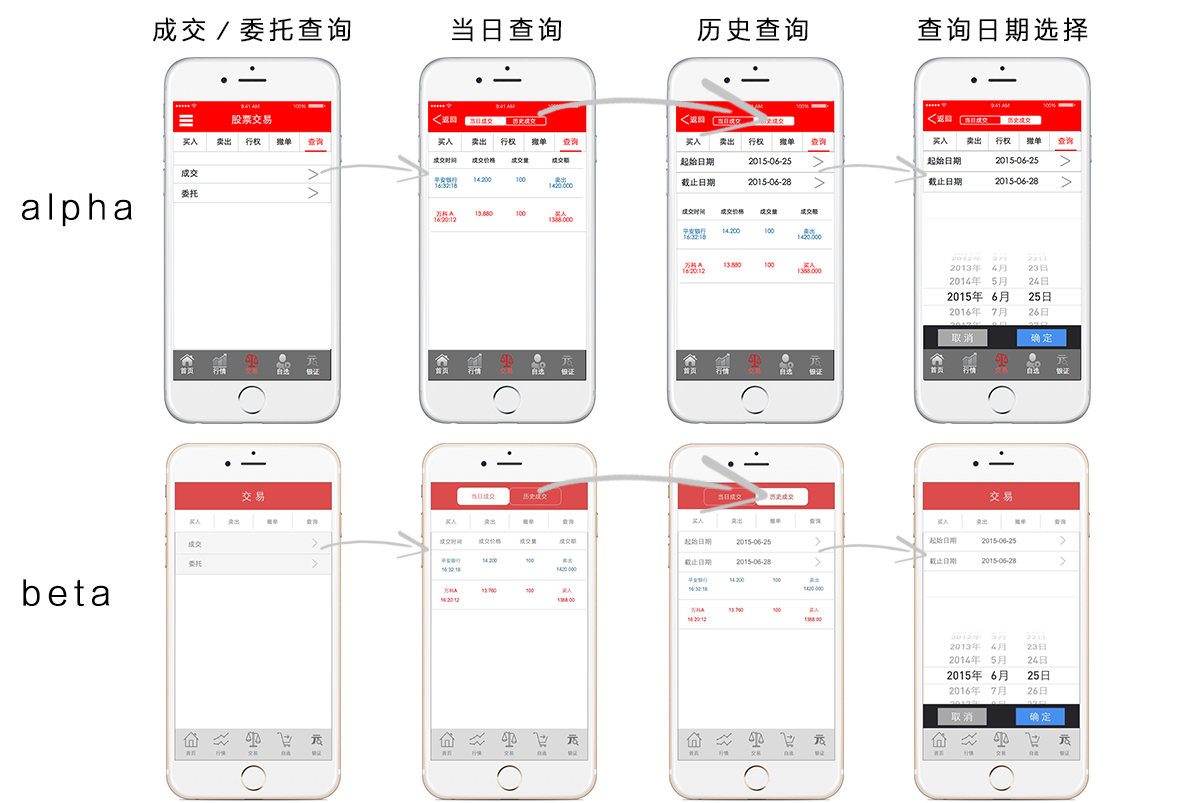 成交 / 委托查询
当日查询
历史查询
查询日期选择
alpha
9:41 AM 100%
股票交易
买入 卖出 行权 撤单 查询
成交
委托
首页 行情 交易 自选 银证
9:41 AM 100%
返回 当日成交 历史成交
买入 卖出 行权 撤单 查询
成交时间 成交价格 成交量 成交额
平安银行 14.200 100 卖出
16:32:18 1420.000
万科 A 13.880 100 买入
16:20:12 1388.000
首页 行情 交易 自选 银证
9:41 AM 100%
返回 当日成交 历史成交
买入 卖出 行权 撤单 查询
起始日期 2015-06-25
截止日期 2015-06-28
成交时间 成交价格 成交量 成交额
平安银行 14.200 100 卖出
16:32:18 1420.000
万科 A 13.880 100 买入
16:20:12 1388.000
首页 行情 交易 自选 银证
9:41 AM 100%
返回 当日成交 历史成交
买入 卖出 行权 撤单 查询
起始日期 2015-06-25
截止日期 2015-06-28
2012年 3月 22日
2013年 4月 23日
2014年 5月 24日
2015年 6月 25日
2016年 7月 26日
2017年 8月 27日
取消 确定
首页 行情 交易 自选 银证
beta
交易
买入 卖出 撤单 查询
成交
委托
首页 行情 交易 自选 银证
当日成交 历史成交
买入 卖出 撤单 查询
成交时间 成交价格 成交量 成交额
平安银行 14.200 100 卖出
16:32:18 1420.000
万科A 13.760 100 买入
16:20:12 1388.00
首页 行情 交易 自选 银证
当日成交 历史成交
买入 卖出 撤单 查询
起始日期 2015-06-25
截止日期 2015-06-28
平安银行 14.200 100 卖出
16:32:18 1420.000
万科A 13.760 100 买入
16:20:12 1388.00
首页 行情 交易 自选 银证
交易
买入 卖出 撤单 查询
起始日期 2015-06-25
截止日期 2015-06-28
2012年 3月 22日
2013年 4月 23日
2014年 5月 24日
2015年 6月 25日
2016年 7月 26日
2017年 8月 27日
取消 确定
首页 行情 交易 自选 银证